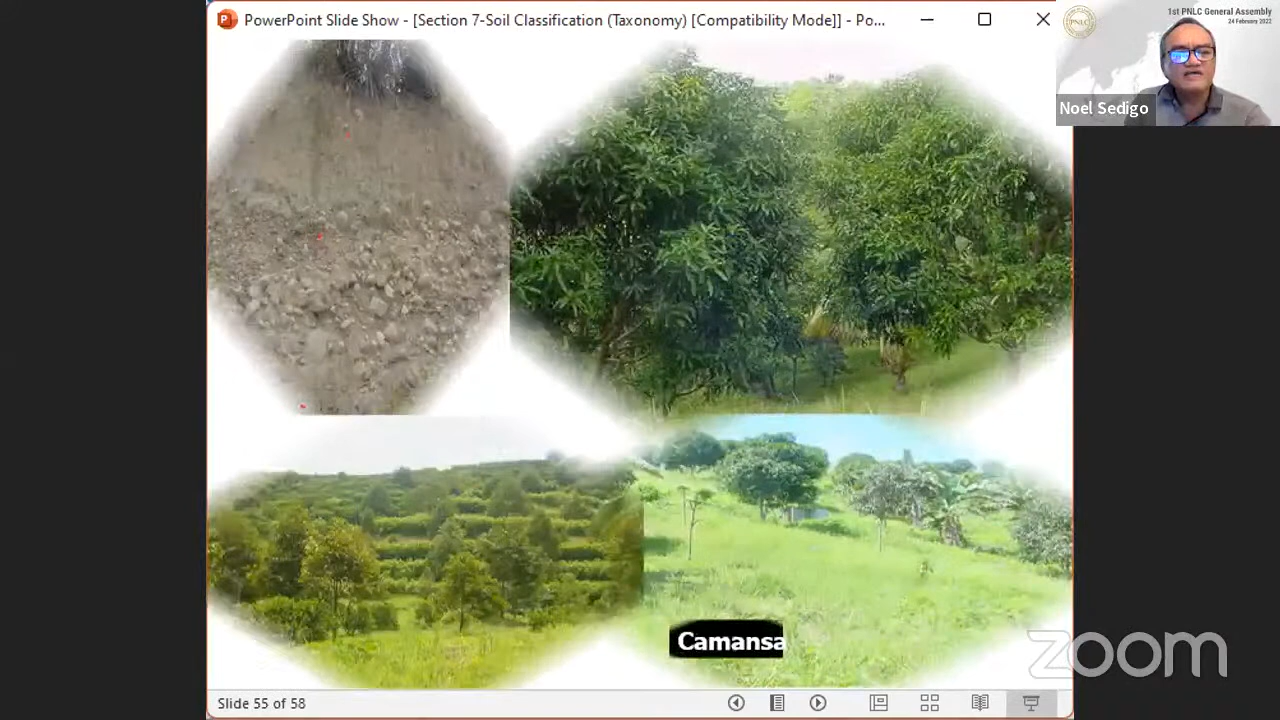 PowerPoint Slide Show - [Section 7-Soil Classification (Taxonomy) [Compatibility Mode]] - Po...
1st PNLC General Assembly
24 February 2022
PNLC
Noel Sedigo
Camansa
zoom
Slide 55 of 58